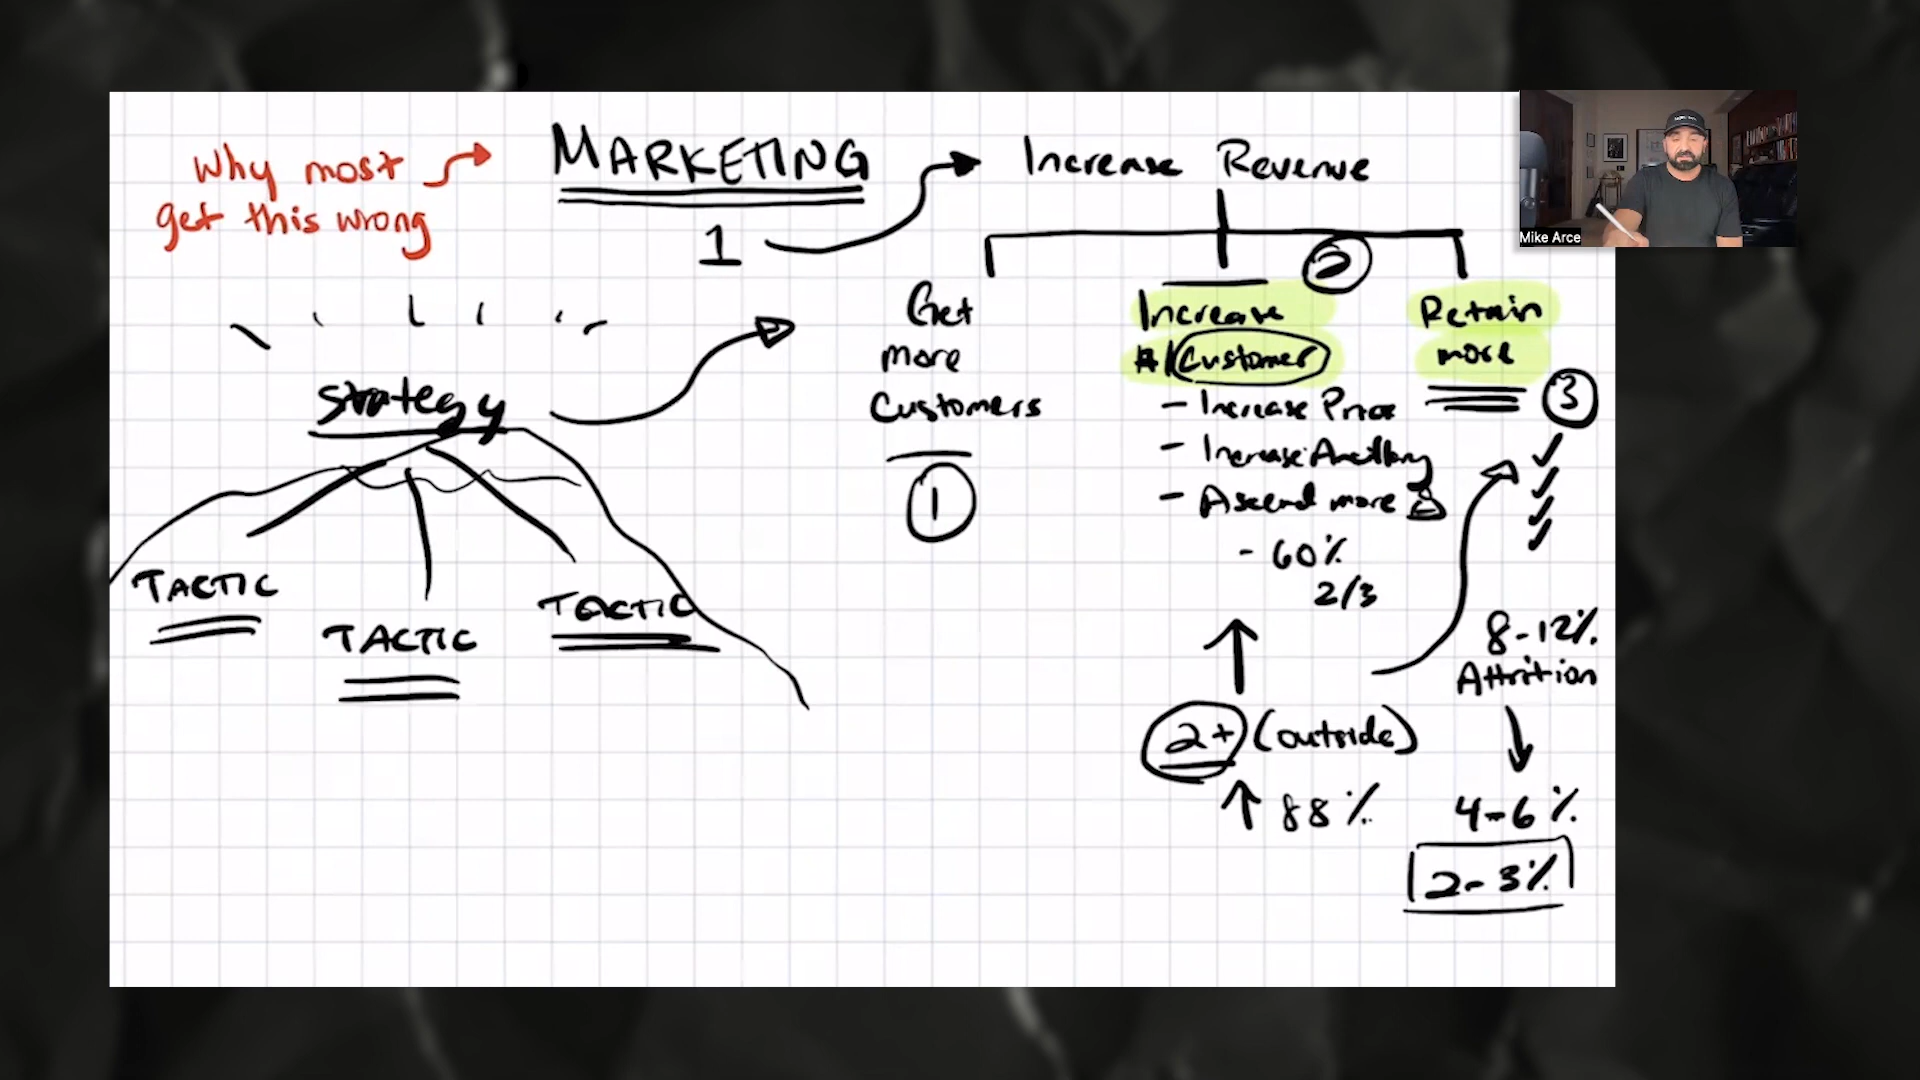 Why most
get this wrong
MARKETING
1
Increase Revenue
Mike Arce
Strategy
TACTIC
TACTIC
TACTIC
Get
more
Customers
1
2
Increase
Customer
- Increase Price
- Increase Ancillary
- Ascend more
- 60%
2/3
2+ (outside)
88%
Retain
more
3
8-12%
Attrition
4-6%
2-3%